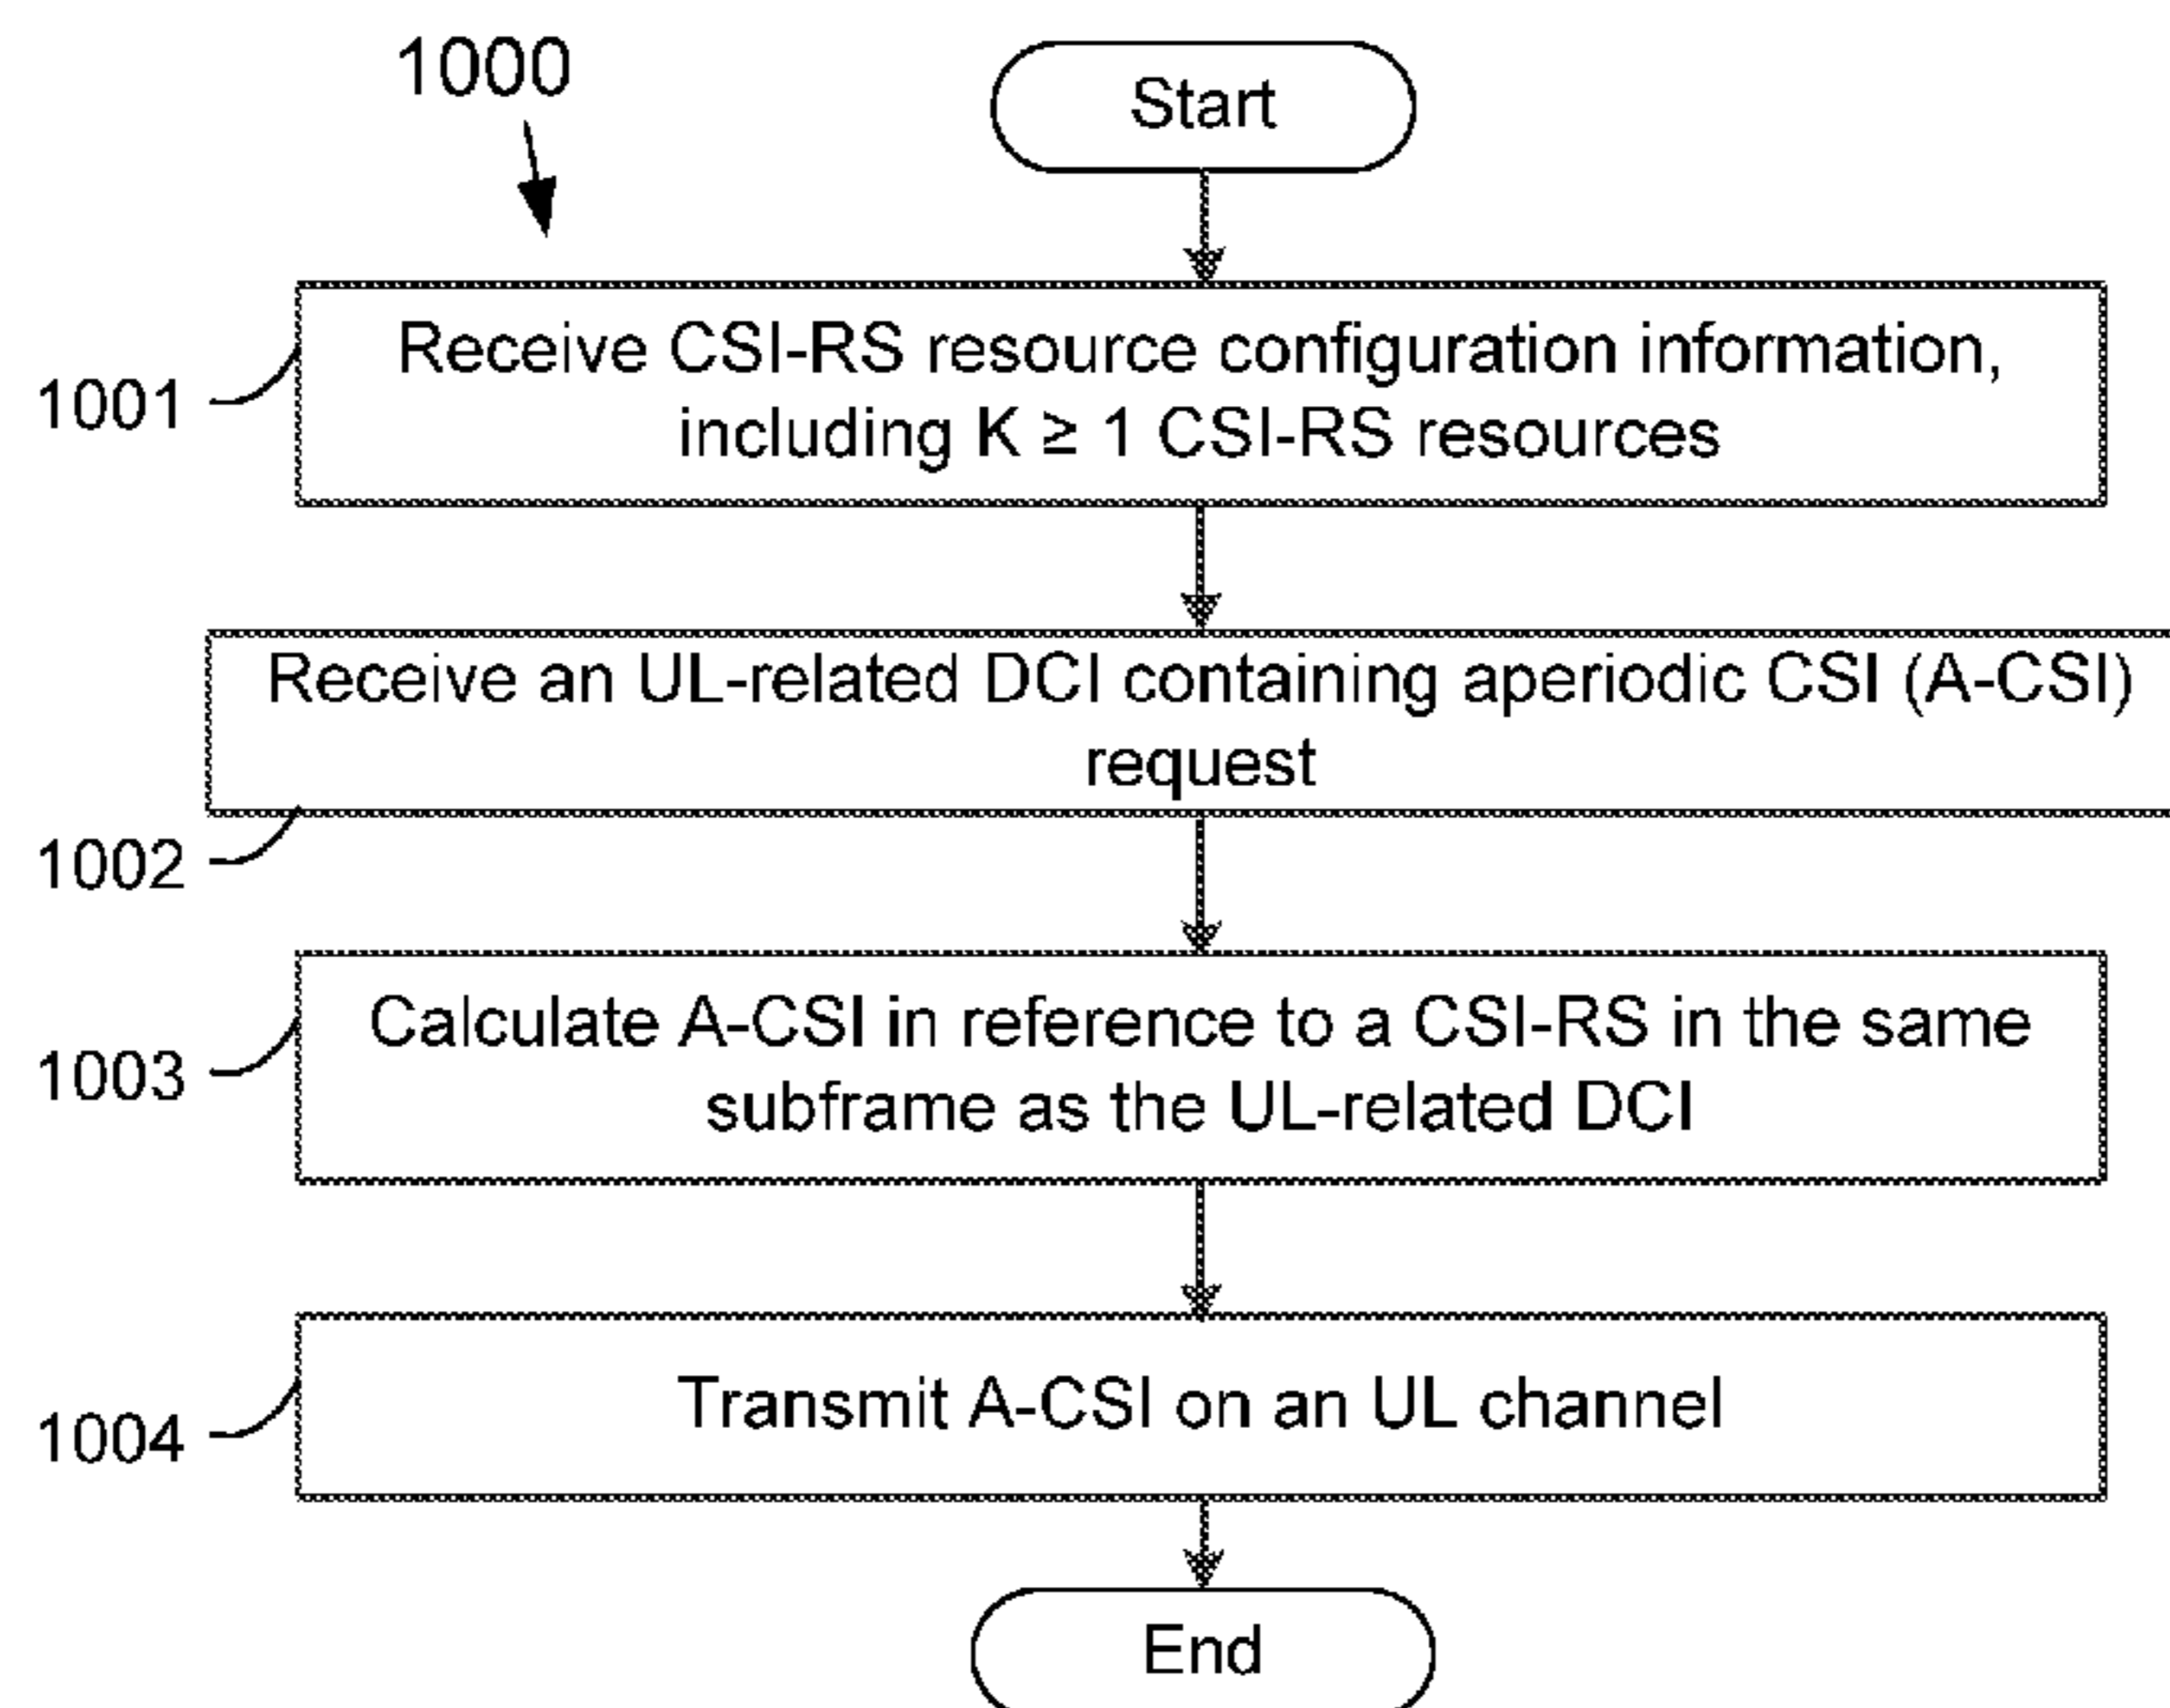 1000
Start
1001
Receive CSI-RS resource configuration information,
including K ≥ 1 CSI-RS resources
Receive an UL-related DCI containing aperiodic CSI (A-CSI)
request
1002
Calculate A-CSI in reference to a CSI-RS in the same
subframe as the UL-related DCI
1003
Transmit A-CSI on an UL channel
1004
End